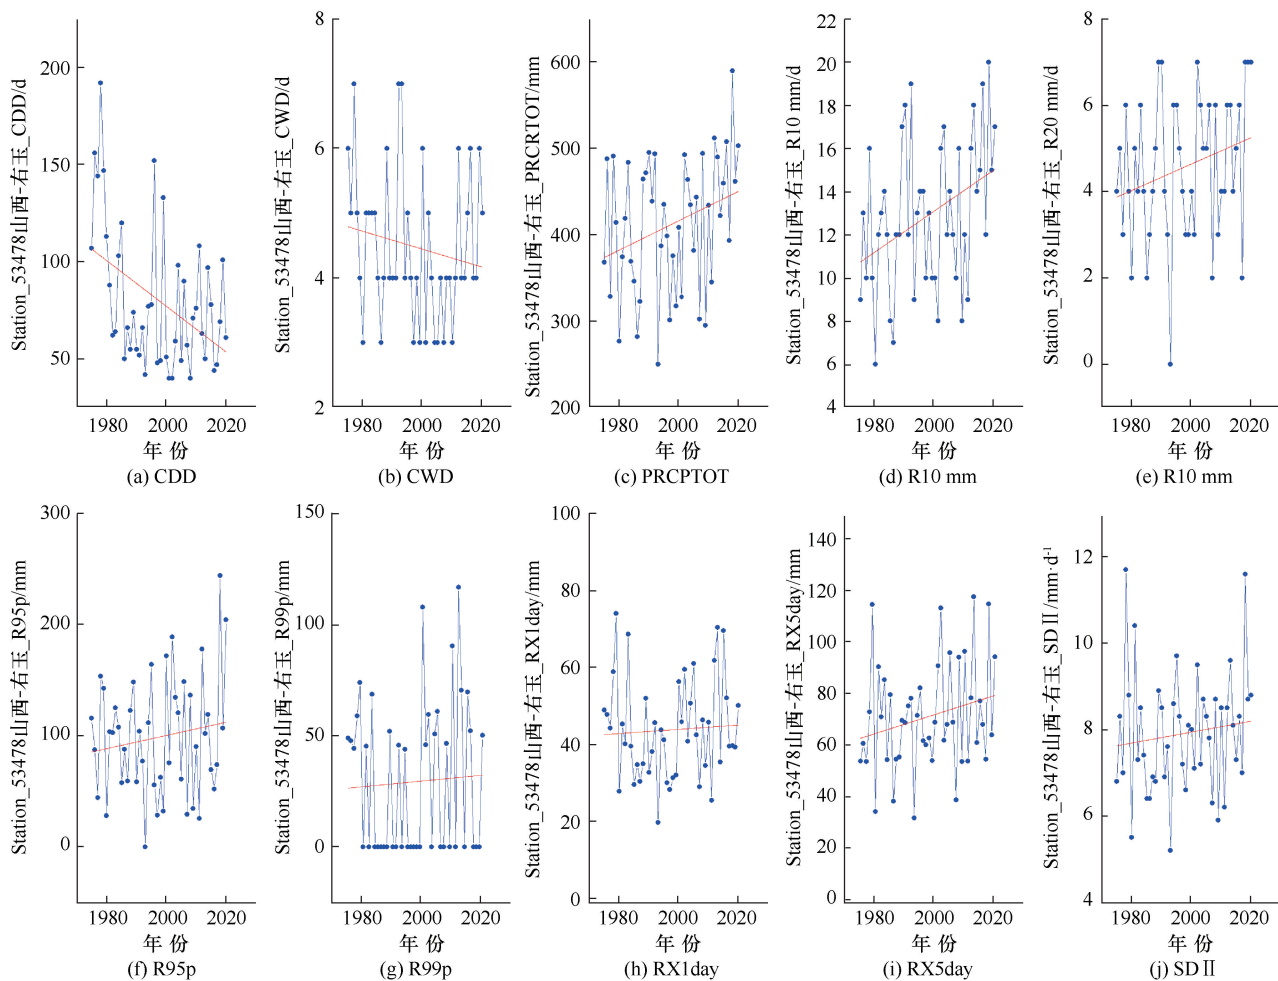 Station_53478山西-右玉_CDD/d
200
150
100
50
1980 2000 2020
年 份
(a) CDD
Station_53478山西-右玉_CWD/d
8
6
4
2
1980 2000 2020
年 份
(b) CWD
Station_53478山西-右玉_PRCRTOT/mm
600
500
400
300
200
1980 2000 2020
年 份
(c) PRCPTOT
Station_53478山西-右玉_R10 mm/d
22
20
18
16
14
12
10
8
6
4
1980 2000 2020
年 份
(d) R10 mm
Station_53478山西-右玉_R20 mm/d
8
6
4
2
0
1980 2000 2020
年 份
(e) R10 mm
Station_53478山西-右玉_R95p/mm
300
200
100
0
1980 2000 2020
年 份
(f) R95p
Station_53478山西-右玉_R99p/mm
150
100
50
0
1980 2000 2020
年 份
(g) R99p
Station_53478山西-右玉_RX1day/mm
100
80
60
40
20
0
1980 2000 2020
年 份
(h) RX1day
Station_53478山西-右玉_RX5day/mm
140
120
100
80
60
40
20
0
1980 2000 2020
年 份
(i) RX5day
Station_53478山西-右玉_SDⅡ/mm·d⁻¹
12
10
8
6
4
1980 2000 2020
年 份
(j) SDⅡ